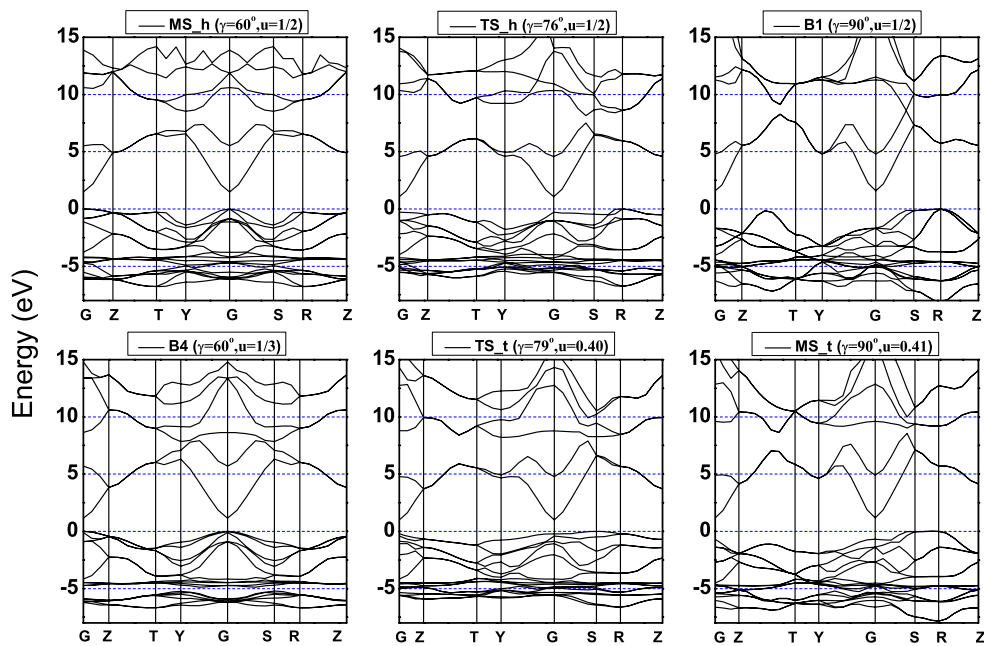 MS_h (γ=60°,u=1/2)
TS_h (γ=76°,u=1/2)
B1 (γ=90°,u=1/2)
15
10
5
0
-5
G Z T Y G S R Z
15
10
5
0
-5
G Z T Y G S R Z
15
10
5
0
-5
G Z T Y G S R Z
Energy (eV)
B4 (γ=60°,u=1/3)
TS_t (γ=79°,u=0.40)
MS_t (γ=90°,u=0.41)
15
10
5
0
-5
G Z T Y G S R Z
15
10
5
0
-5
G Z T Y G S R Z
15
10
5
0
-5
G Z T Y G S R Z